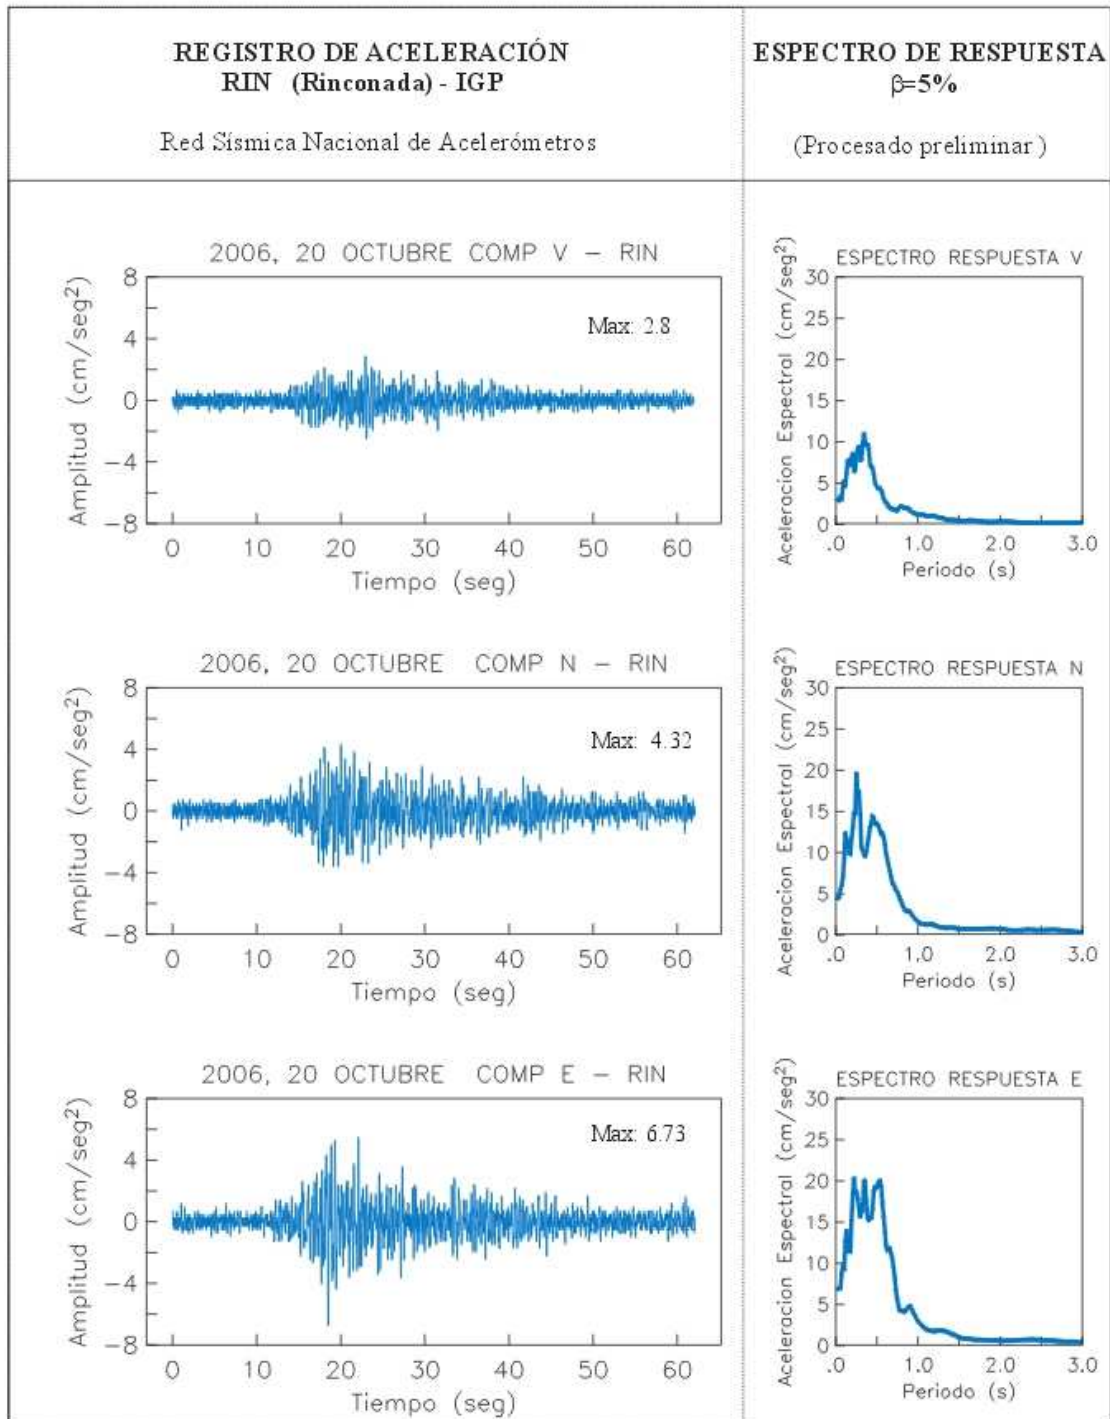 REGISTRO DE ACELERACIÓN
RIN (Rinconada) - IGP
Red Sísmica Nacional de Acelerómetros
ESPECTRO DE RESPUESTA
β=5%
(Procesado preliminar )
2006, 20 OCTUBRE COMP V – RIN
Max: 2.8
Amplitud (cm/seg²)
8
4
0
−4
−8
0 10 20 30 40 50 60
Tiempo (seg)
ESPECTRO RESPUESTA V
Aceleracion Espectral (cm/seg²)
30
25
20
15
10
5
0
.0 1.0 2.0 3.0
Periodo (s)
2006, 20 OCTUBRE COMP N – RIN
Max: 4.32
Amplitud (cm/seg²)
8
4
0
−4
−8
0 10 20 30 40 50 60
Tiempo (seg)
ESPECTRO RESPUESTA N
Aceleracion Espectral (cm/seg²)
30
25
20
15
10
5
0
.0 1.0 2.0 3.0
Periodo (s)
2006, 20 OCTUBRE COMP E – RIN
Max: 6.73
Amplitud (cm/seg²)
8
4
0
−4
−8
0 10 20 30 40 50 60
Tiempo (seg)
ESPECTRO RESPUESTA E
Aceleracion Espectral (cm/seg²)
30
25
20
15
10
5
0
.0 1.0 2.0 3.0
Periodo (s)